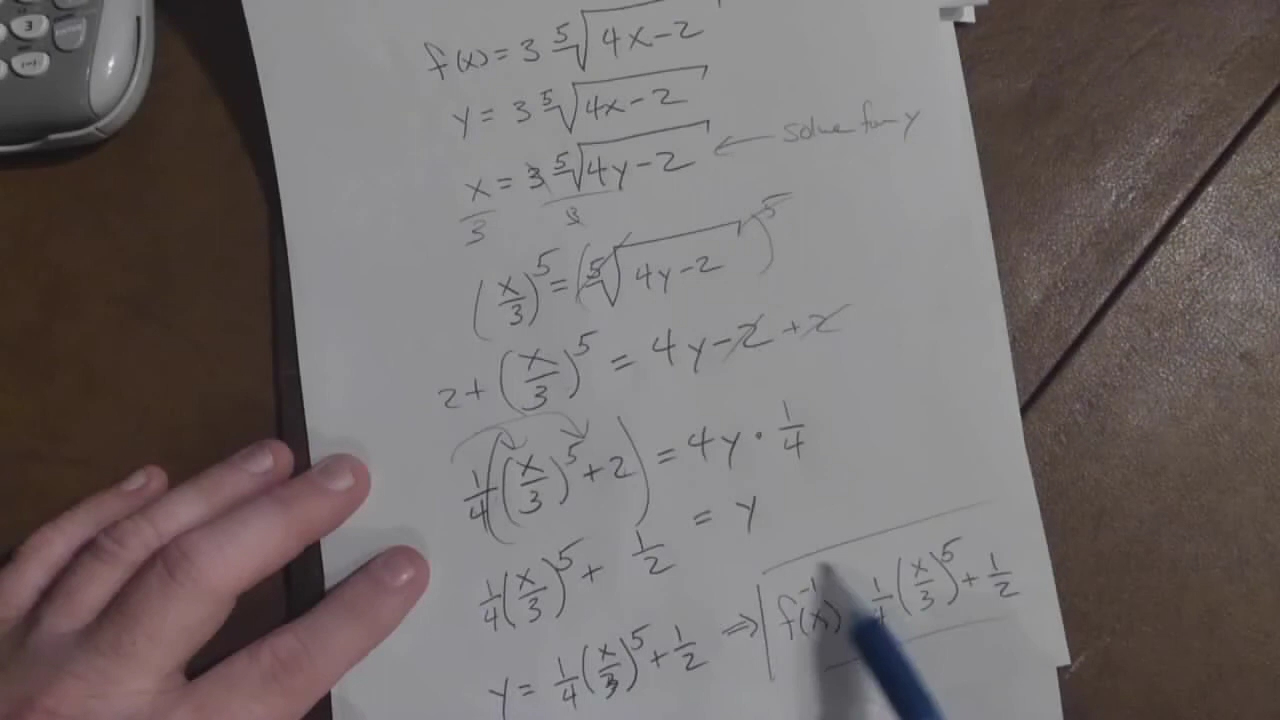 f(x) = 3 ⁵√(4x-2)
y = 3 ⁵√(4x-2)
x = 3 ⁵√(4y-2) ← solve for y
3 3
(x/3)⁵ = (⁵√(4y-2))⁵
2 + (x/3)⁵ = 4y - 2 + 2
1/4((x/3)⁵ + 2) = 4y · 1/4
1/4(x/3)⁵ + 1/2 = y
y = 1/4(x/3)⁵ + 1/2 ⇒ f⁻¹(x) 1/4(x/3)⁵ + 1/2